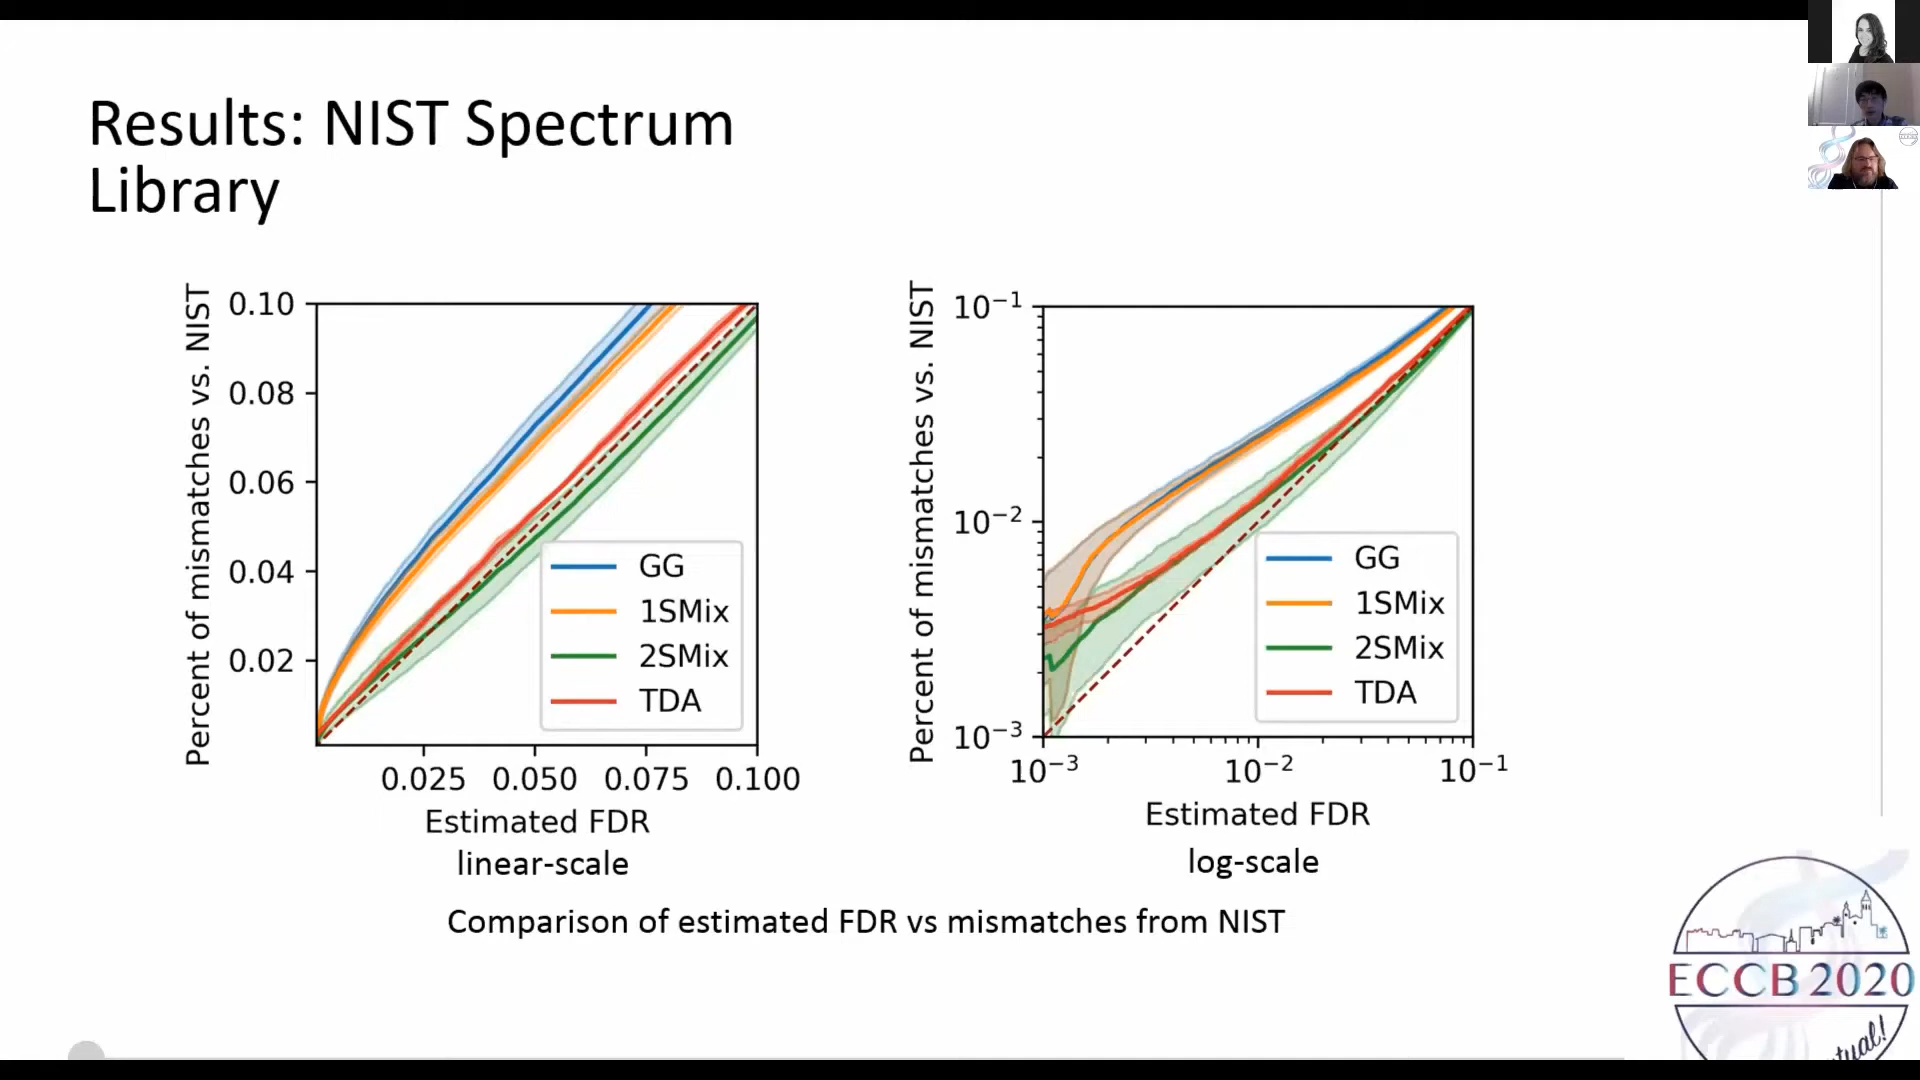 Results: NIST Spectrum
Library
Percent of mismatches vs. NIST
0.10
0.08
0.06
0.04
0.02
GG
1SMix
2SMix
TDA
0.025 0.050 0.075 0.100
Estimated FDR
linear-scale
Percent of mismatches vs. NIST
10⁻¹
10⁻²
10⁻³
GG
1SMix
2SMix
TDA
10⁻³ 10⁻² 10⁻¹
Estimated FDR
log-scale
Comparison of estimated FDR vs mismatches from NIST
ECCB 2020